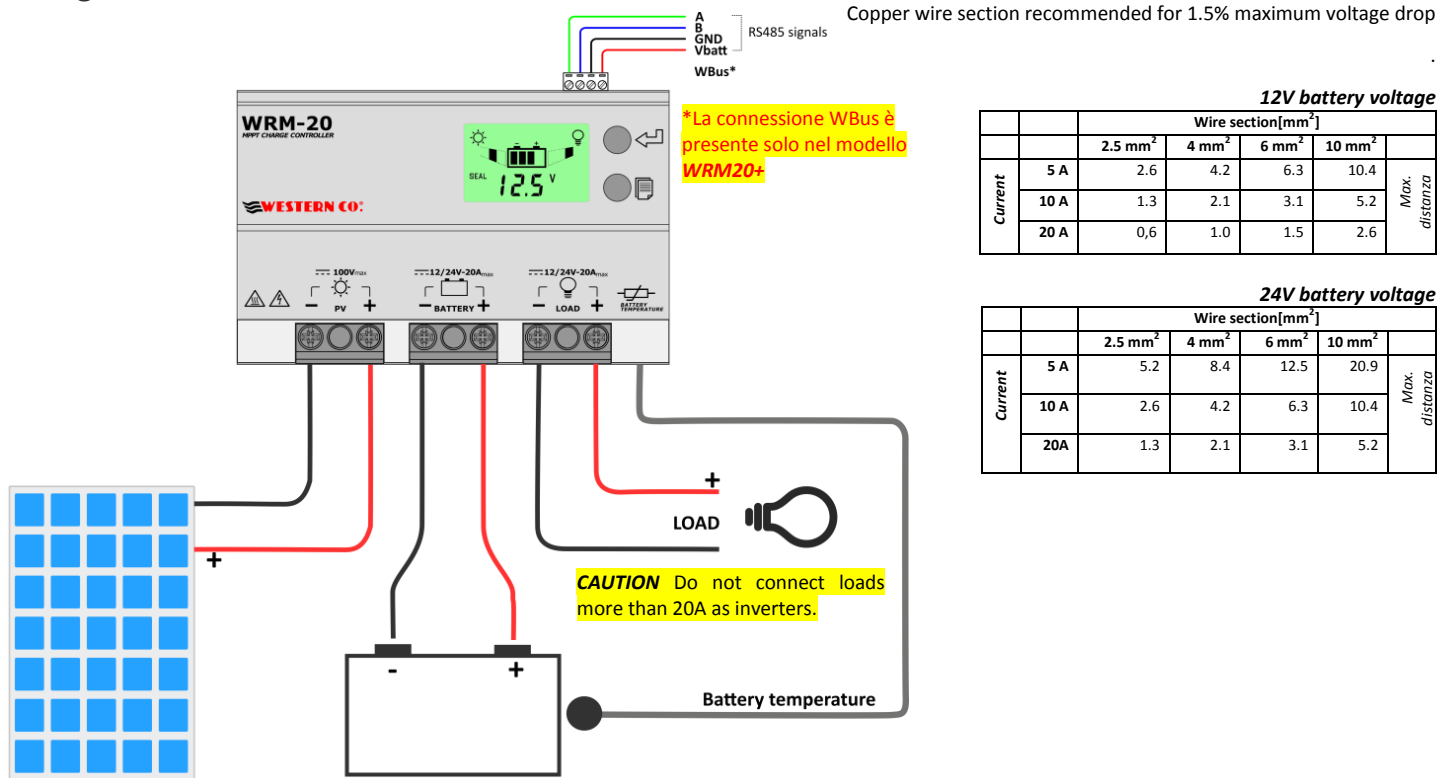 A
B
GND
Vbatt
RS485 signals
WBus*
Copper wire section recommended for 1.5% maximum voltage drop
.
WRM-20
MPPT CHARGE CONTROLLER
SEAL 12.5 V
WESTERN CO.
*La connessione WBus è
presente solo nel modello
WRM20+
100Vmax
- PV +
12/24V-20Amax
- BATTERY +
12/24V-20Amax
- LOAD +
BATTERY
TEMPERATURE
+
+
LOAD
CAUTION Do not connect loads
more than 20A as inverters.
- +
Battery temperature
12V battery voltage
Wire section[mm²]
2.5 mm² 4 mm² 6 mm² 10 mm²
Current
5 A 2.6 4.2 6.3 10.4
10 A 1.3 2.1 3.1 5.2
20 A 0,6 1.0 1.5 2.6
Max.
distanza
24V battery voltage
Wire section[mm²]
2.5 mm² 4 mm² 6 mm² 10 mm²
Current
5 A 5.2 8.4 12.5 20.9
10 A 2.6 4.2 6.3 10.4
20A 1.3 2.1 3.1 5.2
Max.
distanza